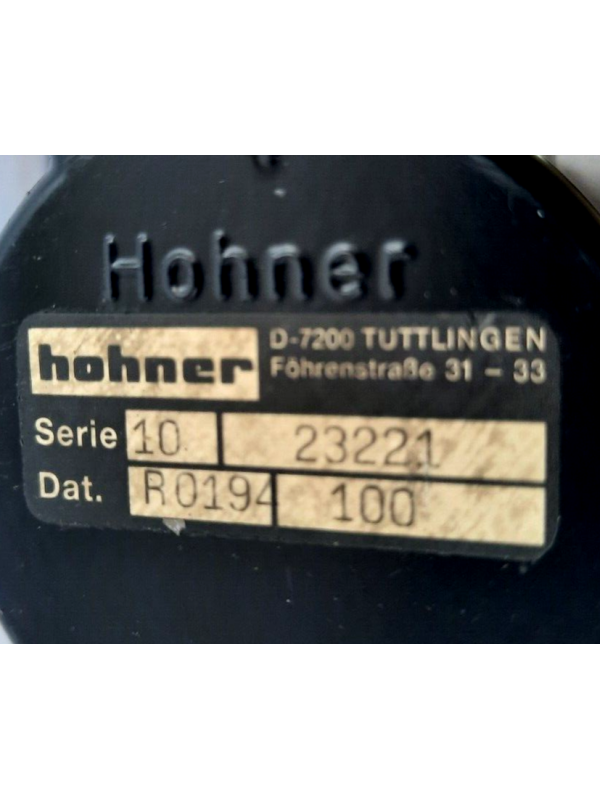 Hohner
hohner
D-7200 TUTTLINGEN
Föhrenstraße 31 – 33
Serie 10 23221
Dat. R0194 100